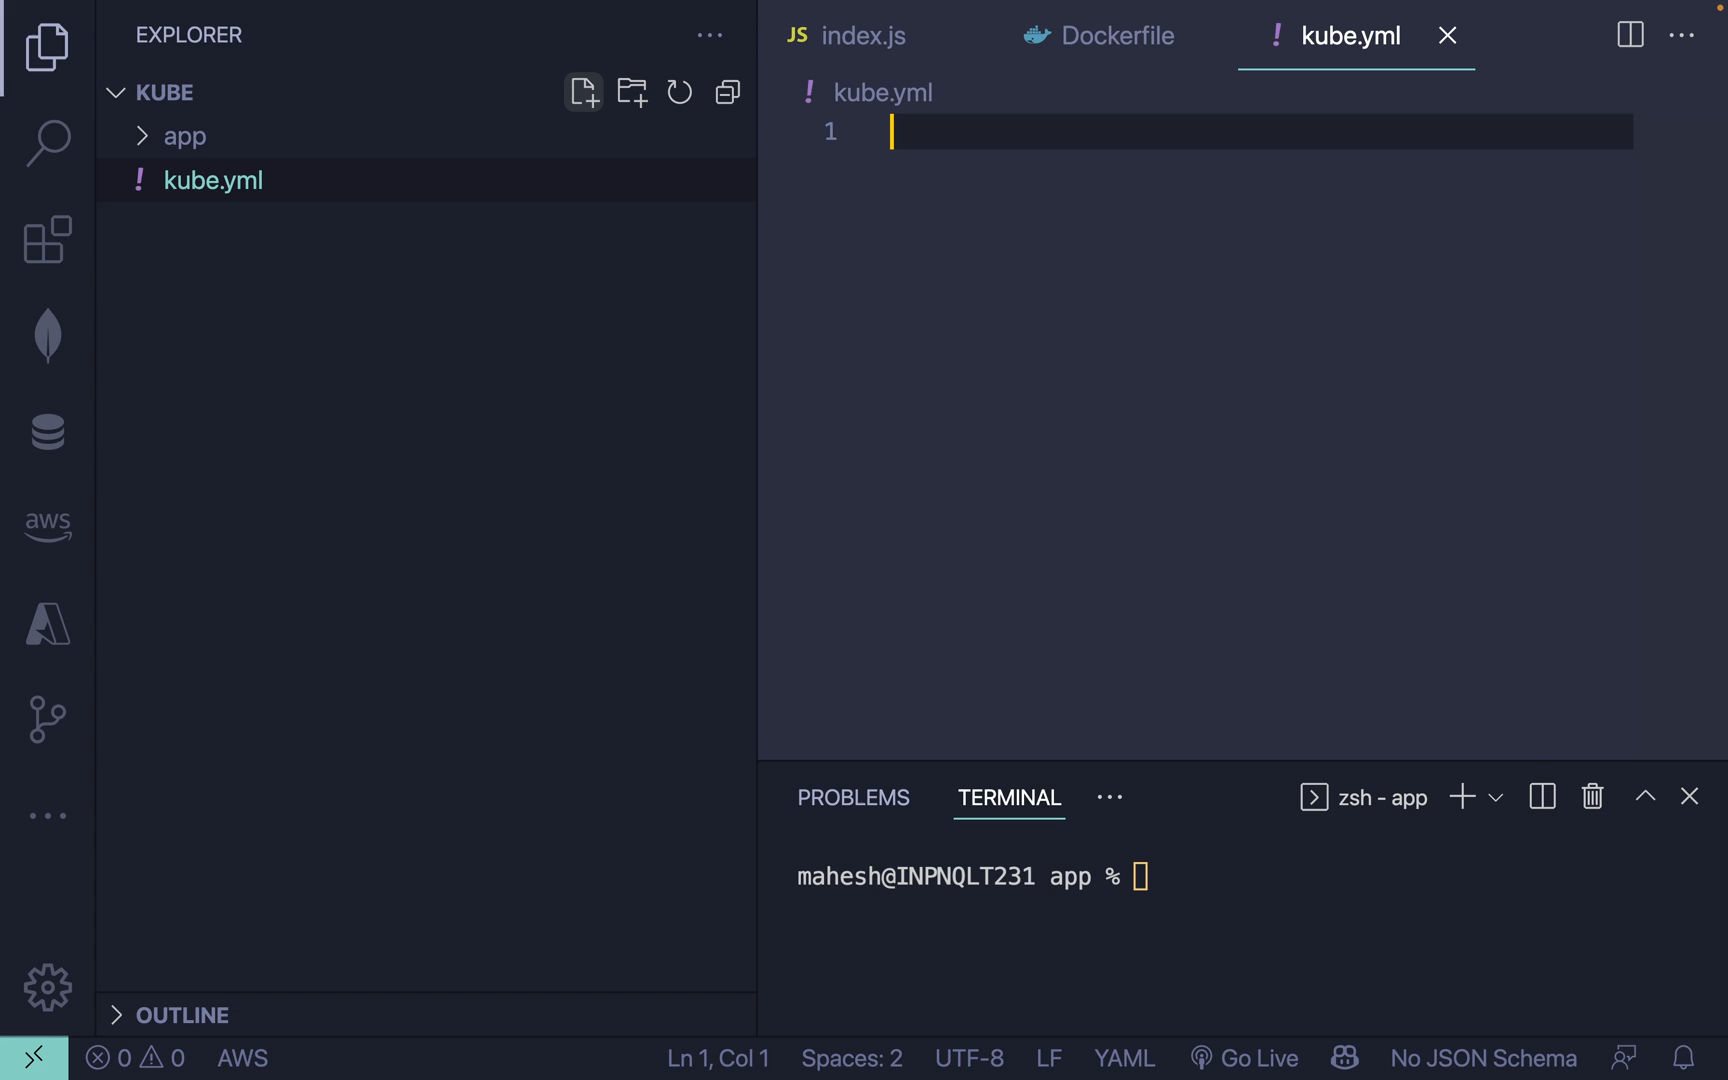 EXPLORER
KUBE
app
kube.yml
aws
OUTLINE
JS index.js
Dockerfile
! kube.yml
! kube.yml
1
PROBLEMS
TERMINAL
zsh - app
mahesh@INPNQLT231 app %
0 0 AWS
Ln 1, Col 1
Spaces: 2
UTF-8
LF
YAML
Go Live
No JSON Schema